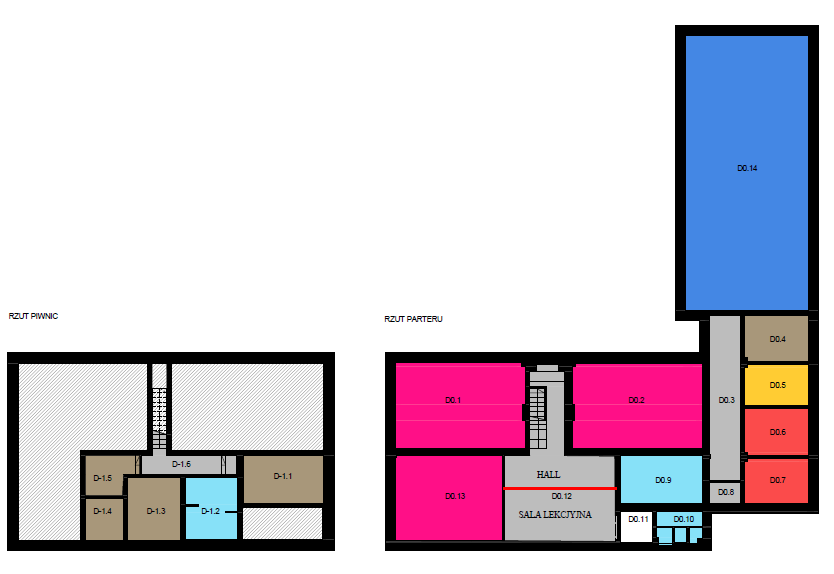 D0.14
RZUT PIWNIC
RZUT PARTERU
D0.4
D0.5
D0.1
D0.2
D0.3
D0.6
D-1.6
D-1.5
D-1.1
HALL
D0.9
D0.7
D0.13
D0.12
D0.8
D-1.4
D-1.3
D-1.2
SALA LEKCYJNA
D0.11
D0.10